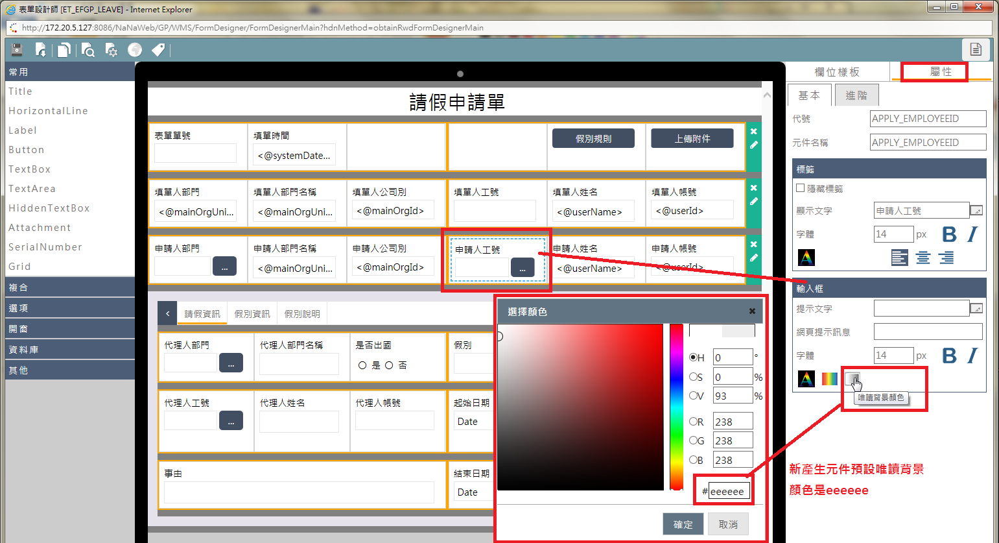 表單設計師 [ET_EFGP_LEAVE] - Internet Explorer
http://172.20.5.127:8086/NaNaWeb/GP/WMS/FormDesigner/FormDesignerMain?hdnMethod=obtainRwdFormDesignerMain
常用
Title
HorizontalLine
Label
Button
TextBox
TextArea
HiddenTextBox
Attachment
SerialNumber
Grid
複合
選項
開窗
資料庫
其他
請假申請單
表單單號 填單時間 假別規則 上傳附件
<@systemDate...
填單人部門 填單人部門名稱 填單人公司別 填單人工號 填單人姓名 填單人帳號
<@mainOrgUni... <@mainOrgUni... <@mainOrgId> <@userName> <@userId>
申請人部門 申請人部門名稱 申請人公司別 申請人工號 申請人姓名 申請人帳號
... <@mainOrgUni... <@mainOrgId> ... <@userName> <@userId>
< 請假資訊 假別資訊 假別說明
代理人部門 代理人部門名稱 是否出國 假別
... 是 否
代理人工號 代理人姓名 代理人帳號 起始日期
... Date
事由 結束日期
Date
選擇顏色
H 0 °
S 0 %
V 93 %
R 238
G 238
B 238
# eeeeee
確定 取消
欄位樣板 屬性
基本 進階
代號 APPLY_EMPLOYEEID
元件名稱 APPLY_EMPLOYEEID
標籤
隱藏標籤
顯示文字 申請人工號
字體 14 px B I
A
輸入框
提示文字
網頁提示訊息
字體 14 px B I
A
唯讀背景顏色
新產生元件預設唯讀背景
顏色是eeeeee